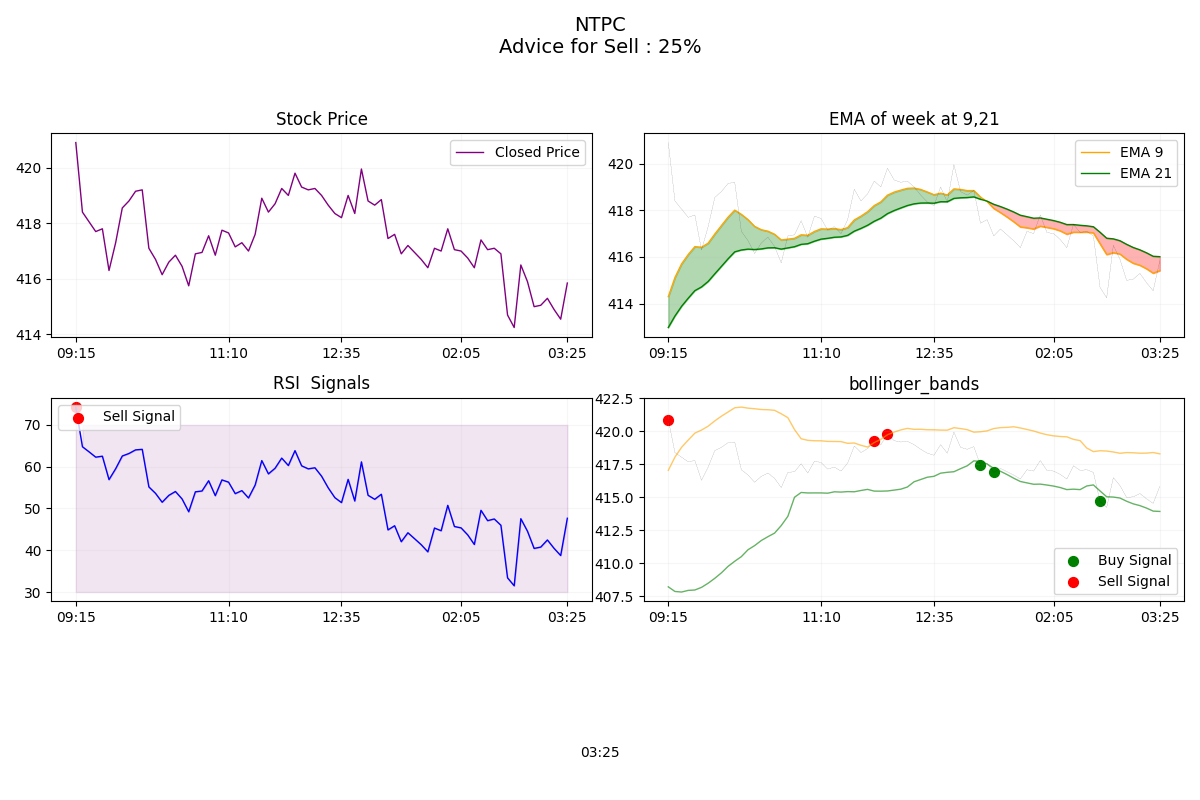 NTPC
Advice for Sell : 25%
Stock Price
Closed Price
420
418
416
414
09:15 11:10 12:35 02:05 03:25
EMA of week at 9,21
EMA 9
EMA 21
420
418
416
414
09:15 11:10 12:35 02:05 03:25
RSI  Signals
Sell Signal
70
60
50
40
30
09:15 11:10 12:35 02:05 03:25
bollinger_bands
422.5
420.0
417.5
415.0
412.5
410.0
407.5
Buy Signal
Sell Signal
09:15 11:10 12:35 02:05 03:25
03:25